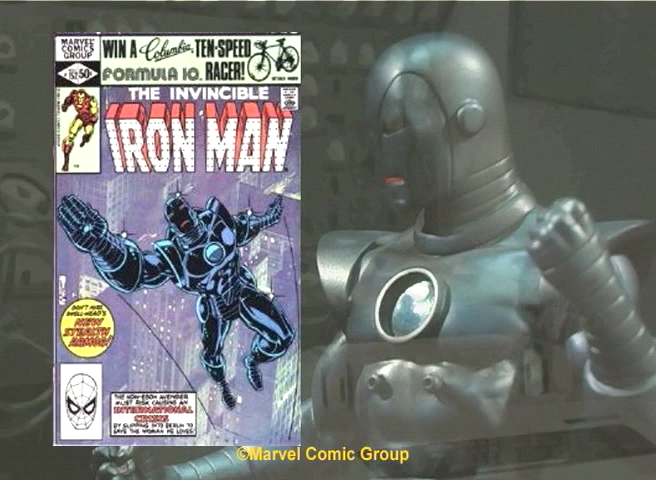 MARVEL
COMICS
GROUP
50¢
152
WIN A Columbia TEN-SPEED
FORMULA 10 RACER!
THE INVINCIBLE
IRON MAN
DON'T MISS
SHELL-HEAD'S
NEW
STEALTH
ARMOR!
THE NON-EBON AVENGER
MUST RISK CAUSING AN
INTERNATIONAL
CRISIS
BY SLIPPING INTO BERLIN TO
SAVE THE WOMAN HE LOVES!
©Marvel Comic Group